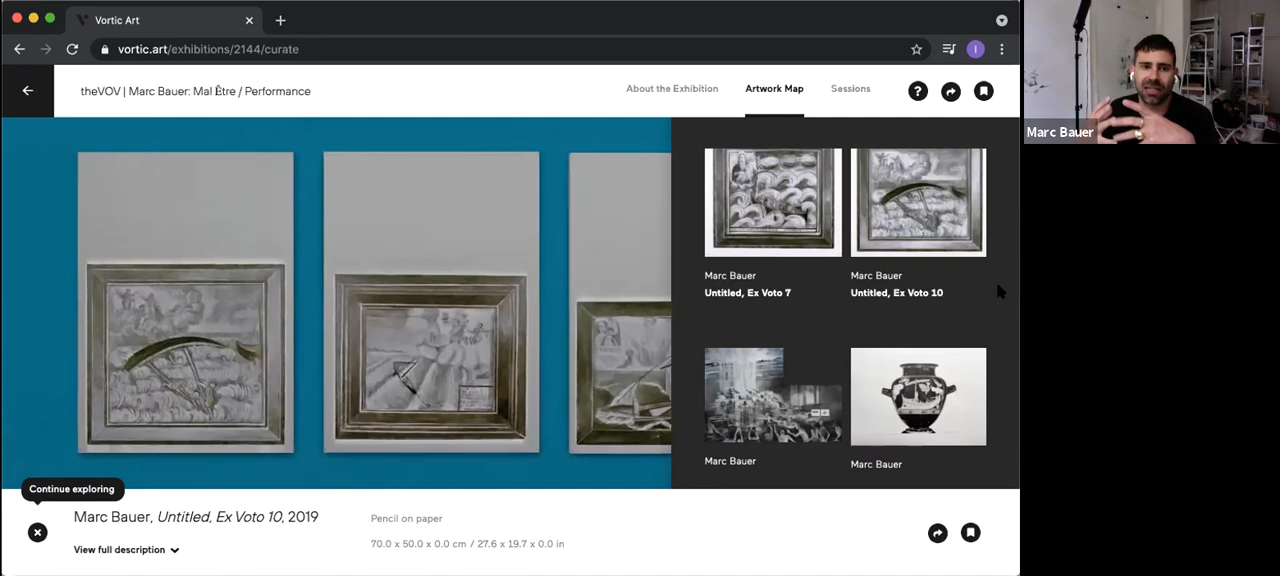 Vortic Art
vortic.art/exhibitions/2144/curate
I
theVOV | Marc Bauer: Mal Être / Performance
About the Exhibition
Artwork Map
Sessions
?
Marc Bauer
Marc Bauer
Untitled, Ex Voto 7
Marc Bauer
Untitled, Ex Voto 10
Marc Bauer
Marc Bauer
Continue exploring
Marc Bauer, Untitled, Ex Voto 10, 2019
View full description
Pencil on paper
70.0 x 50.0 x 0.0 cm / 27.6 x 19.7 x 0.0 in